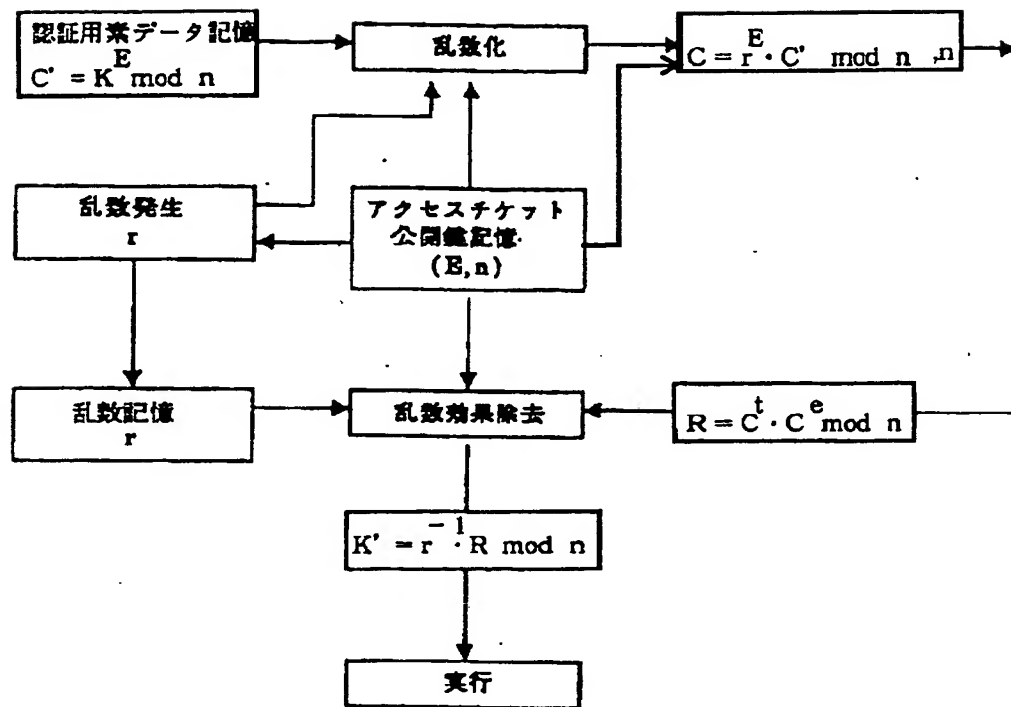 認証用素データ記憶
C' = K^E mod n
乱数化
C = r^E · C' mod n ,n
乱数発生
r
アクセスチケット
公開鍵記憶
(E,n)
乱数記憶
r
乱数効果除去
R = C^t · C^e mod n
K' = r^-1 · R mod n
実行